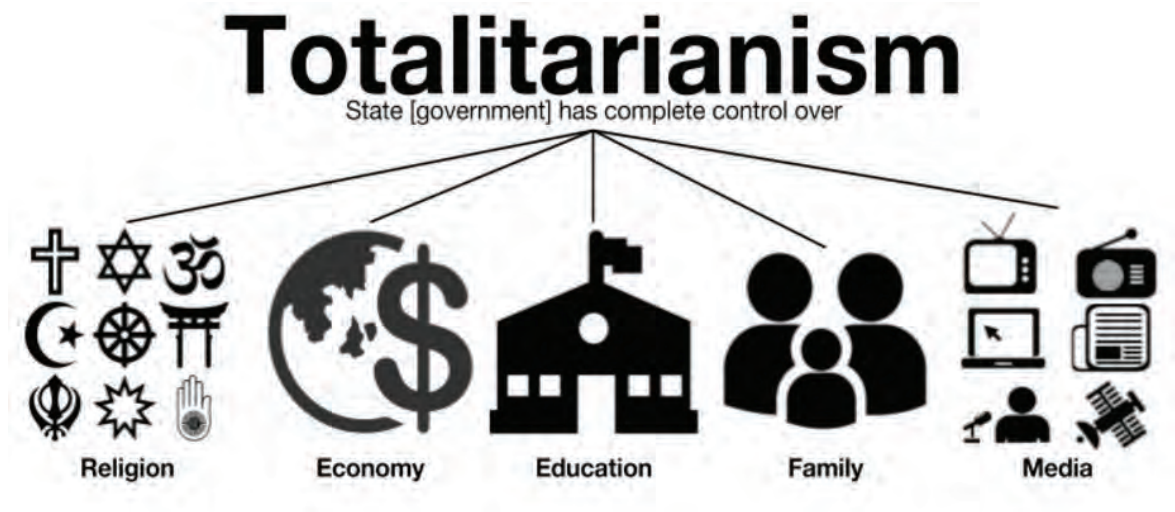 Totalitarianism
State [government] has complete control over
Religion
Economy
Education
Family
Media